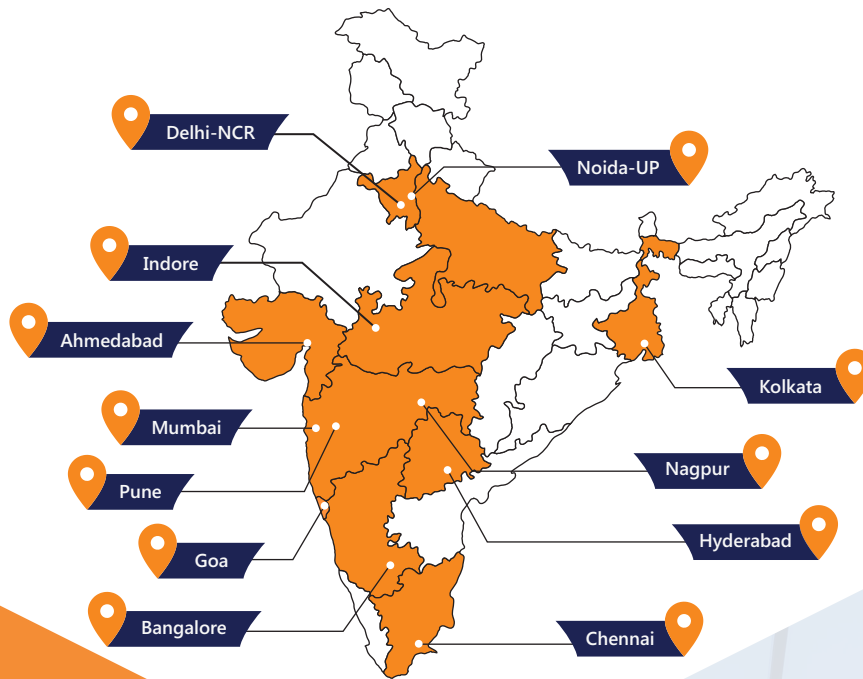 Delhi-NCR
Noida-UP
Indore
Ahmedabad
Kolkata
Mumbai
Nagpur
Pune
Hyderabad
Goa
Bangalore
Chennai